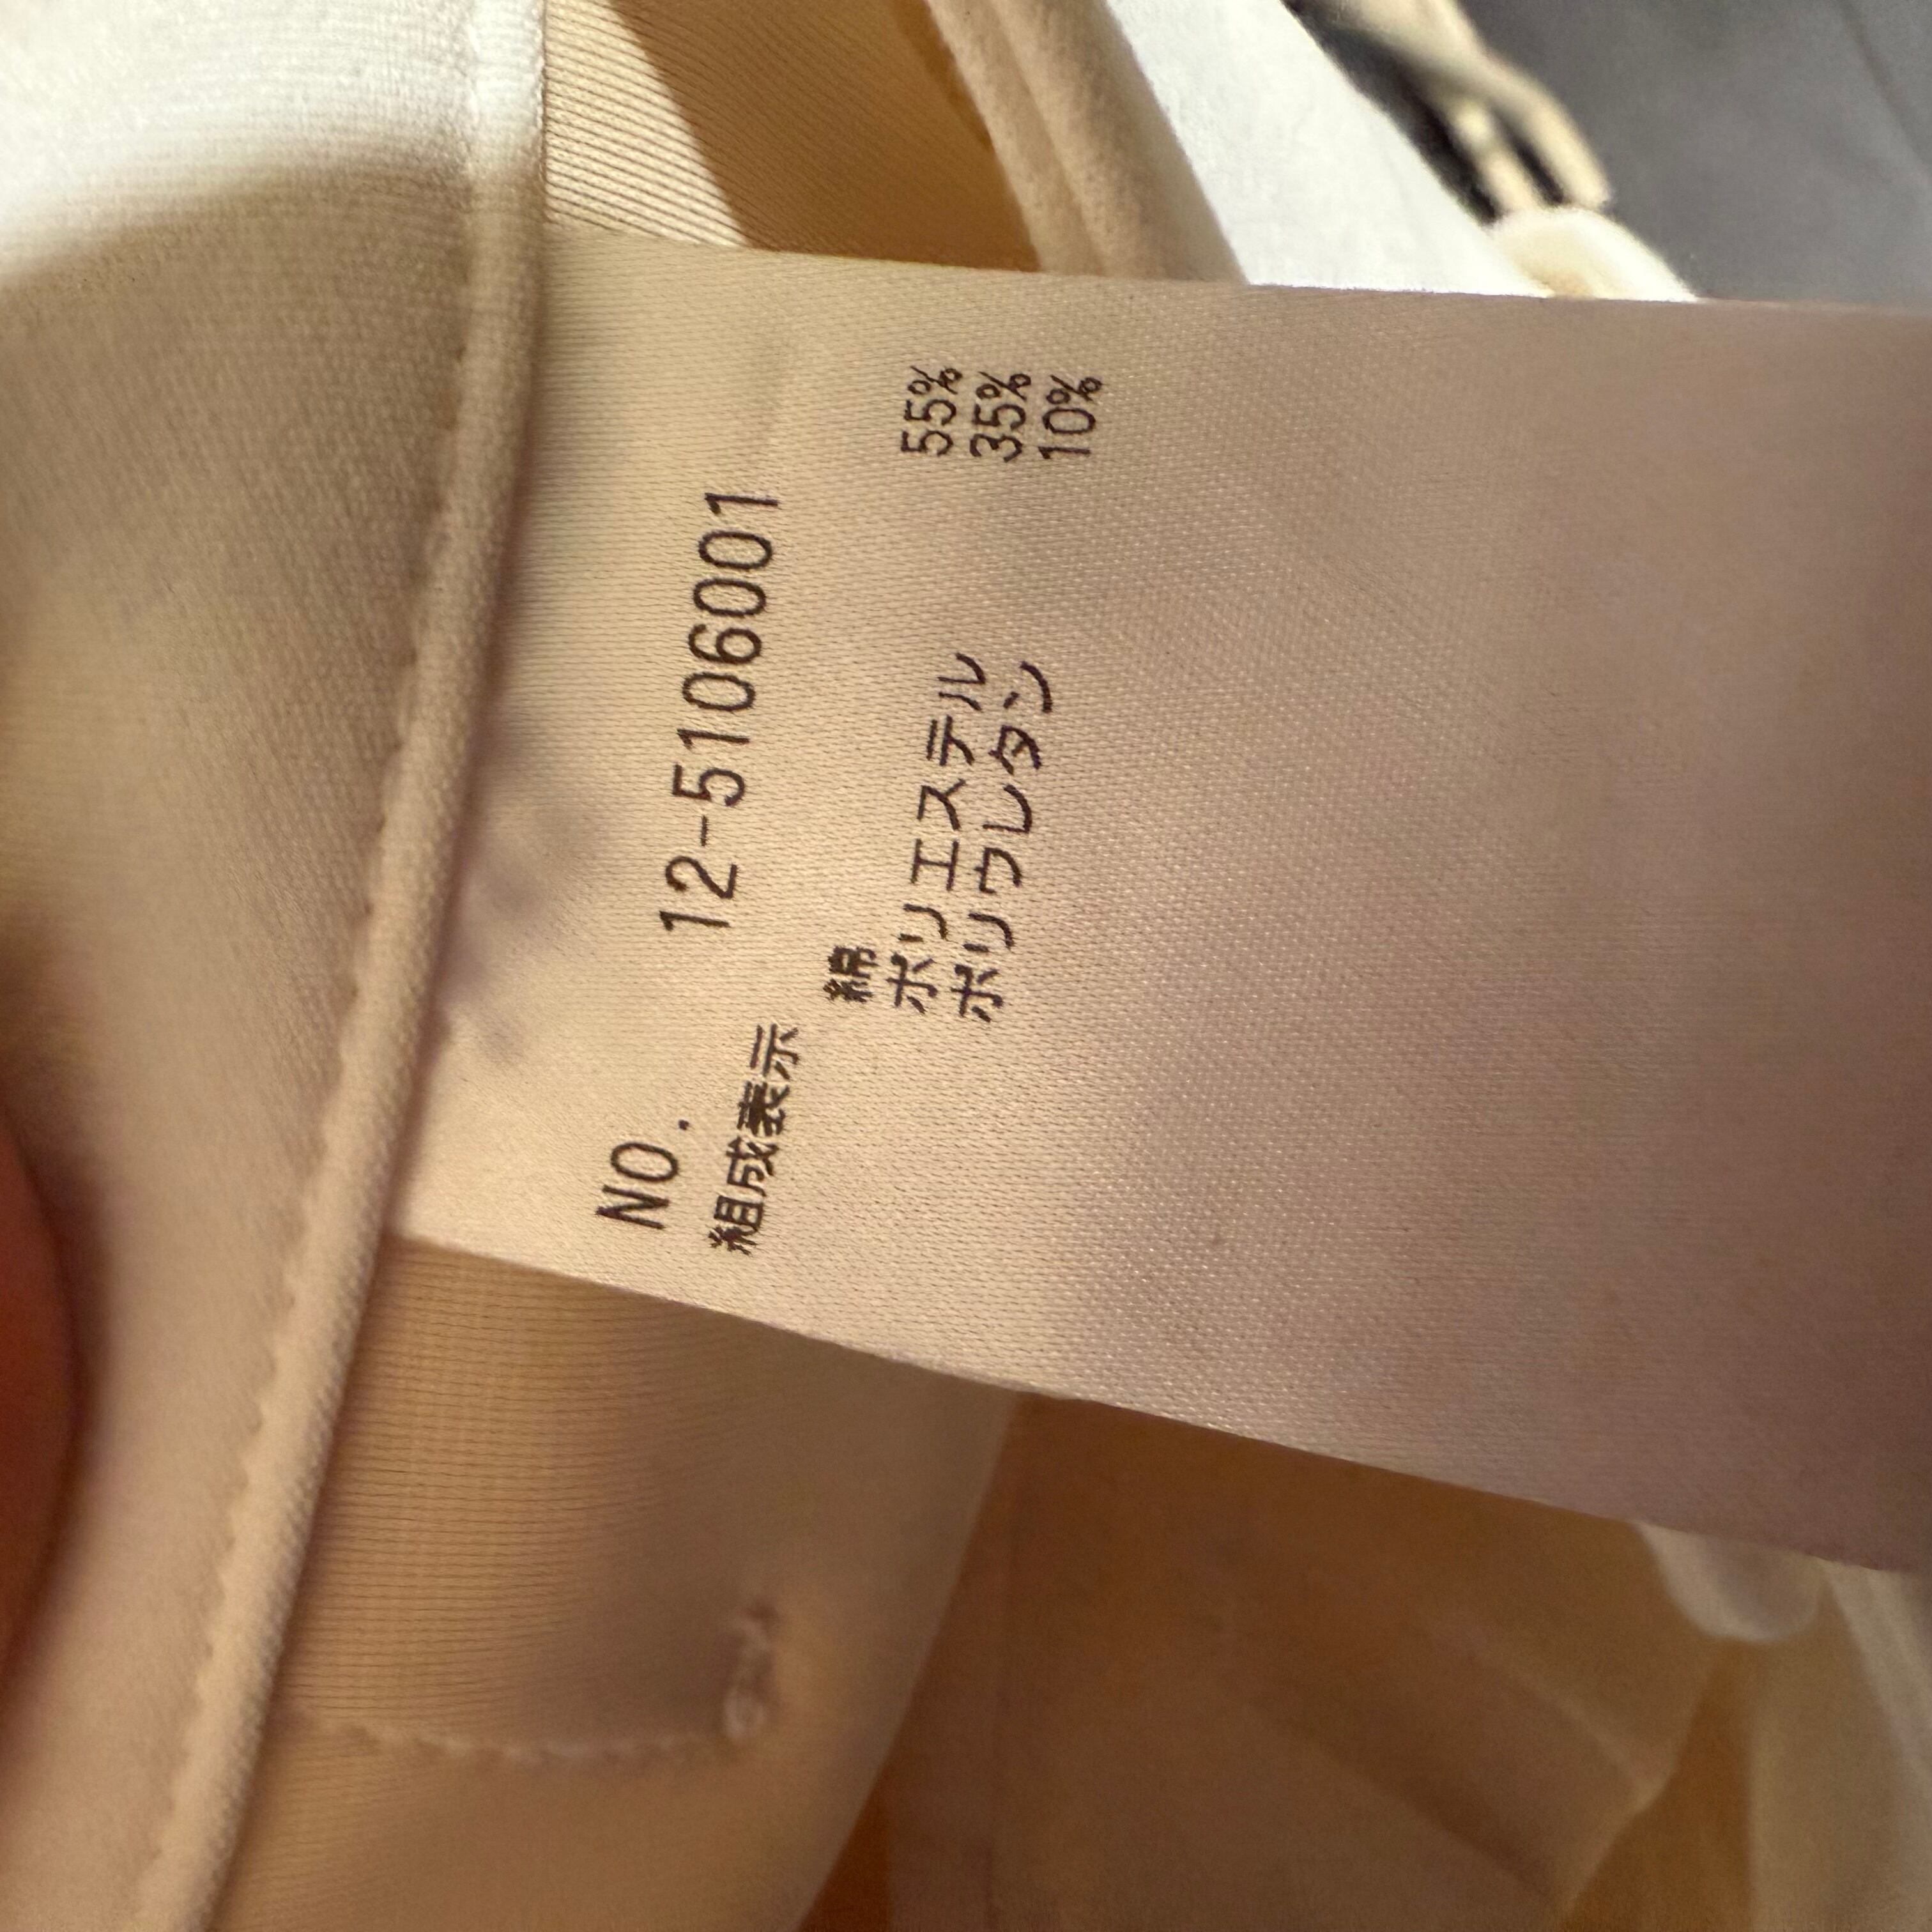 NO. 12-5106001
組成表示
綿 55%
ポリエステル 35%
ポリウレタン 10%